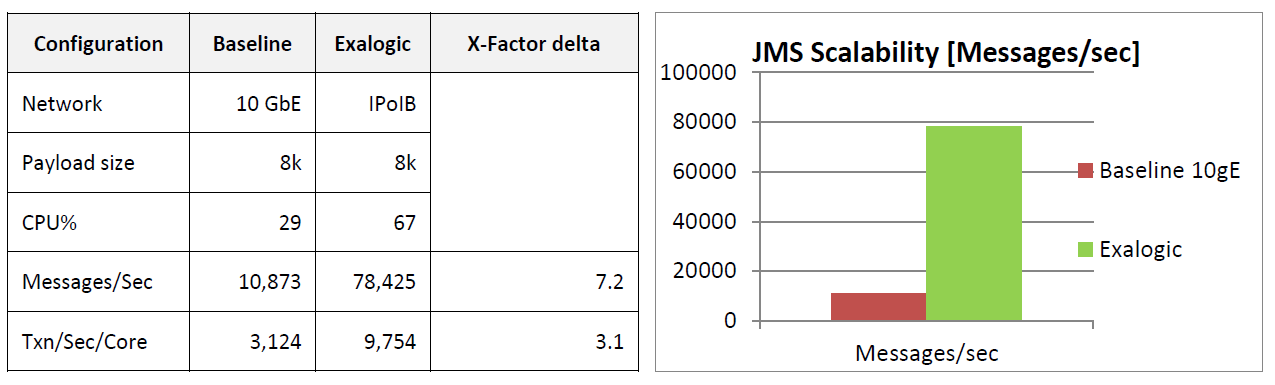 Configuration Baseline Exalogic X-Factor delta
Network 10 GbE IPoIB
Payload size 8k 8k
CPU% 29 67
Messages/Sec 10,873 78,425 7.2
Txn/Sec/Core 3,124 9,754 3.1
JMS Scalability [Messages/sec]
100000
80000
60000
40000
20000
0
Messages/sec
Baseline 10gE
Exalogic